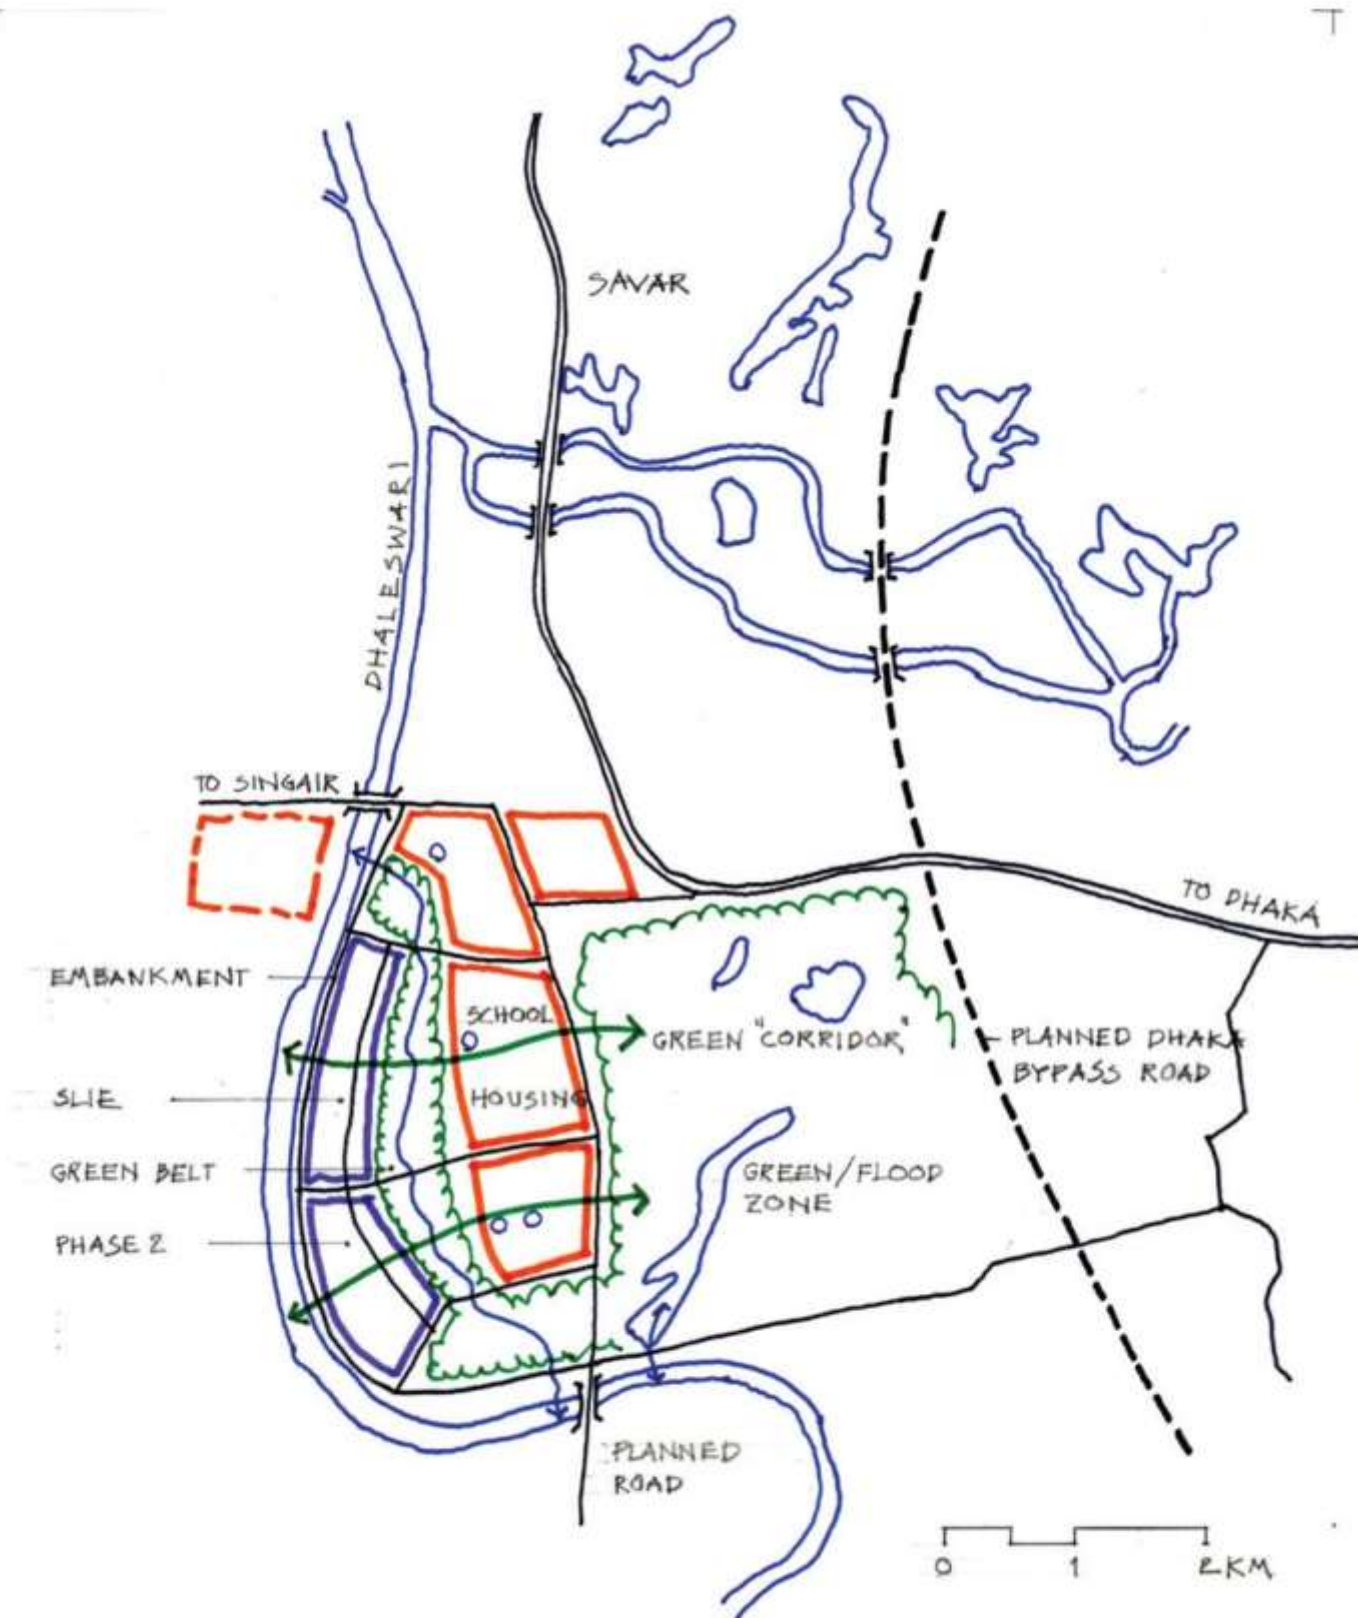 SAVAR
DHALESWARI
TO SINGAIR
TO DHAKA
EMBANKMENT
SCHOOL
GREEN "CORRIDOR"
PLANNED DHAKA
BYPASS ROAD
SLIE
HOUSING
GREEN BELT
GREEN/FLOOD
ZONE
PHASE 2
PLANNED
ROAD
0 1 2KM